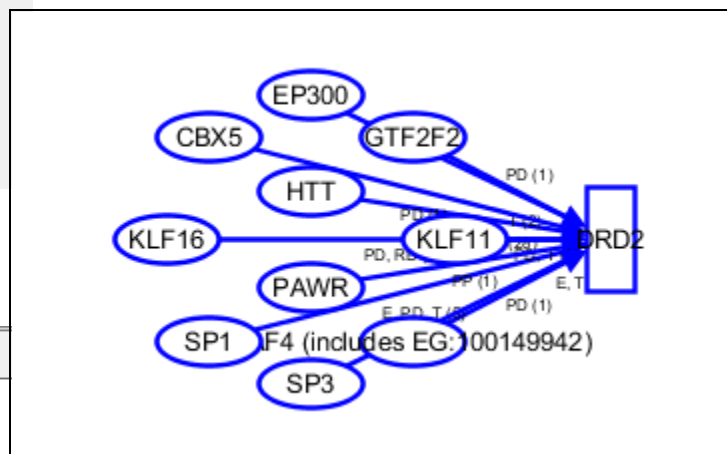 EP300
CBX5
GTF2F2
PD (1)
HTT
KLF16
KLF11
DRD2
PAWR
PP (1)
E, T
PD (1)
E, PD, T
SP1
F4 (includes EG:100149942)
SP3